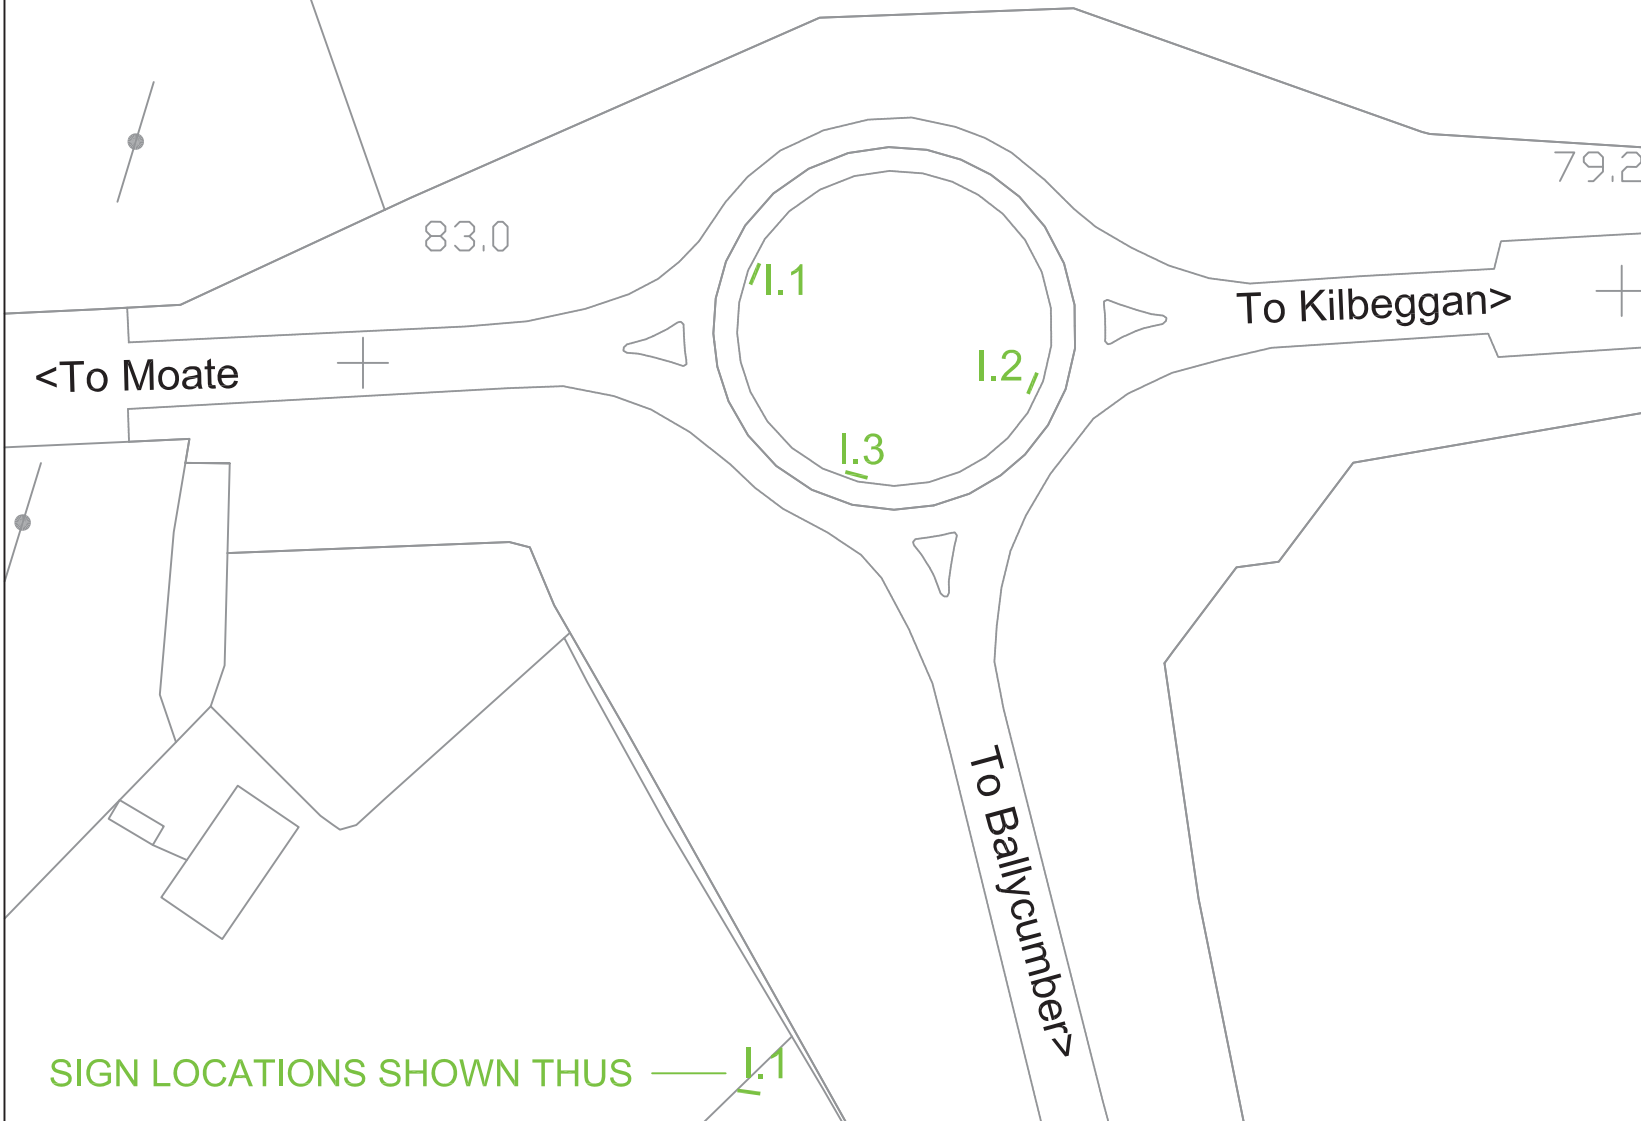 79.2
83.0
I.1
To Kilbeggan>
<To Moate
I.2
I.3
To Ballycumber>
SIGN LOCATIONS SHOWN THUS
I.1